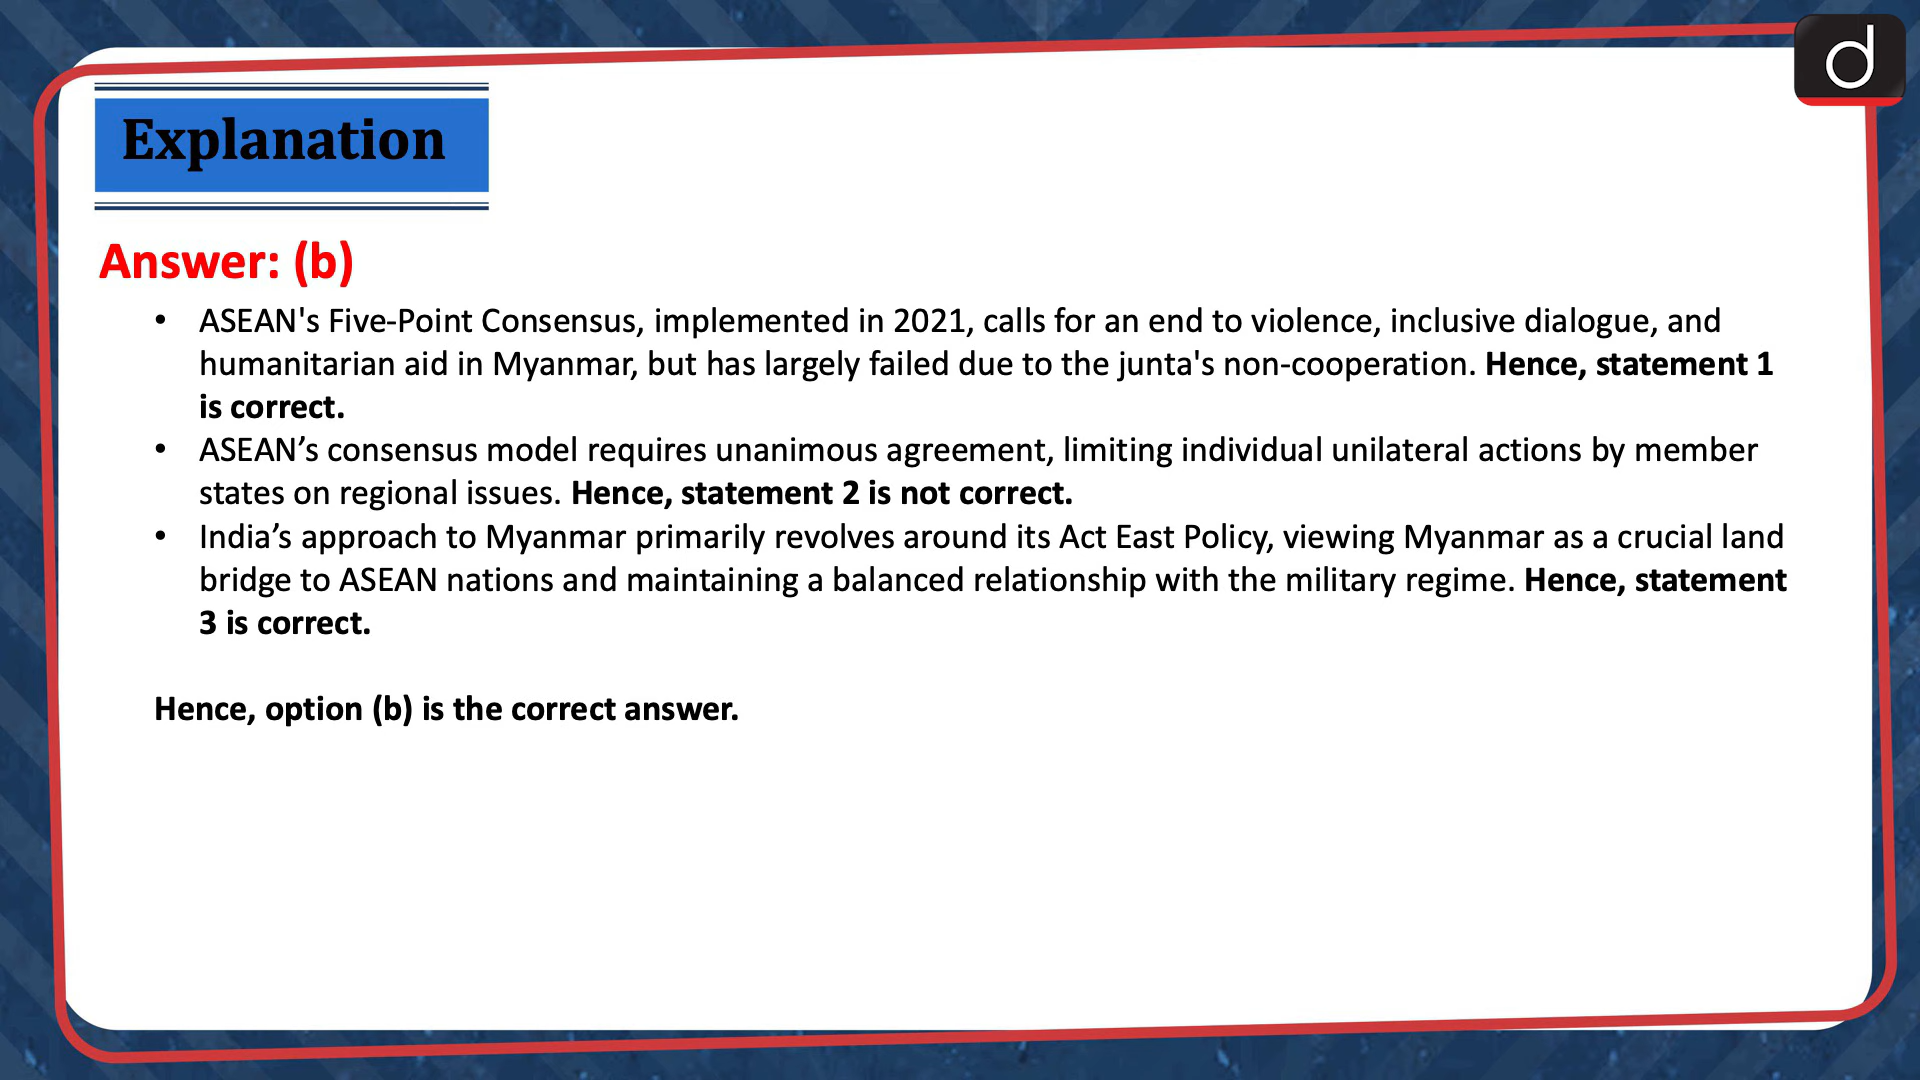 d
Explanation
Answer: (b)
• ASEAN's Five-Point Consensus, implemented in 2021, calls for an end to violence, inclusive dialogue, and
humanitarian aid in Myanmar, but has largely failed due to the junta's non-cooperation. Hence, statement 1
is correct.
• ASEAN’s consensus model requires unanimous agreement, limiting individual unilateral actions by member
states on regional issues. Hence, statement 2 is not correct.
• India’s approach to Myanmar primarily revolves around its Act East Policy, viewing Myanmar as a crucial land
bridge to ASEAN nations and maintaining a balanced relationship with the military regime. Hence, statement
3 is correct.
Hence, option (b) is the correct answer.